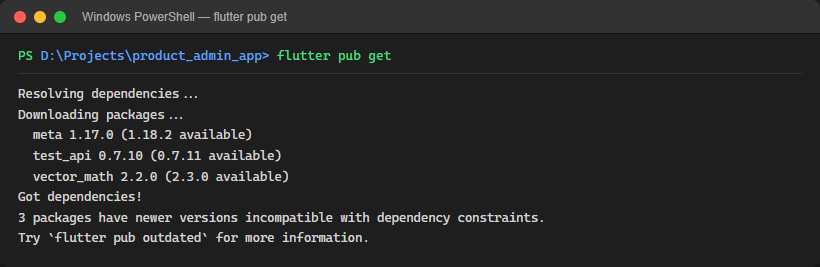 Windows PowerShell — flutter pub get
PS D:\Projects\product_admin_app> flutter pub get
Resolving dependencies...
Downloading packages...
meta 1.17.0 (1.18.2 available)
test_api 0.7.10 (0.7.11 available)
vector_math 2.2.0 (2.3.0 available)
Got dependencies!
3 packages have newer versions incompatible with dependency constraints.
Try `flutter pub outdated` for more information.